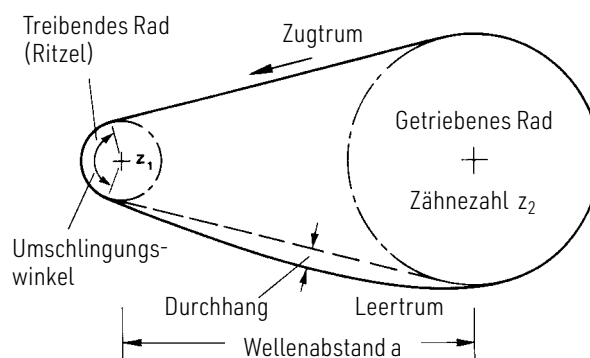 Treibendes Rad
(Ritzel)
Zugtrum
z₁
Getriebenes Rad
Zähnezahl z₂
Umschlingungs-
winkel
Durchhang
Leertrum
Wellenabstand a